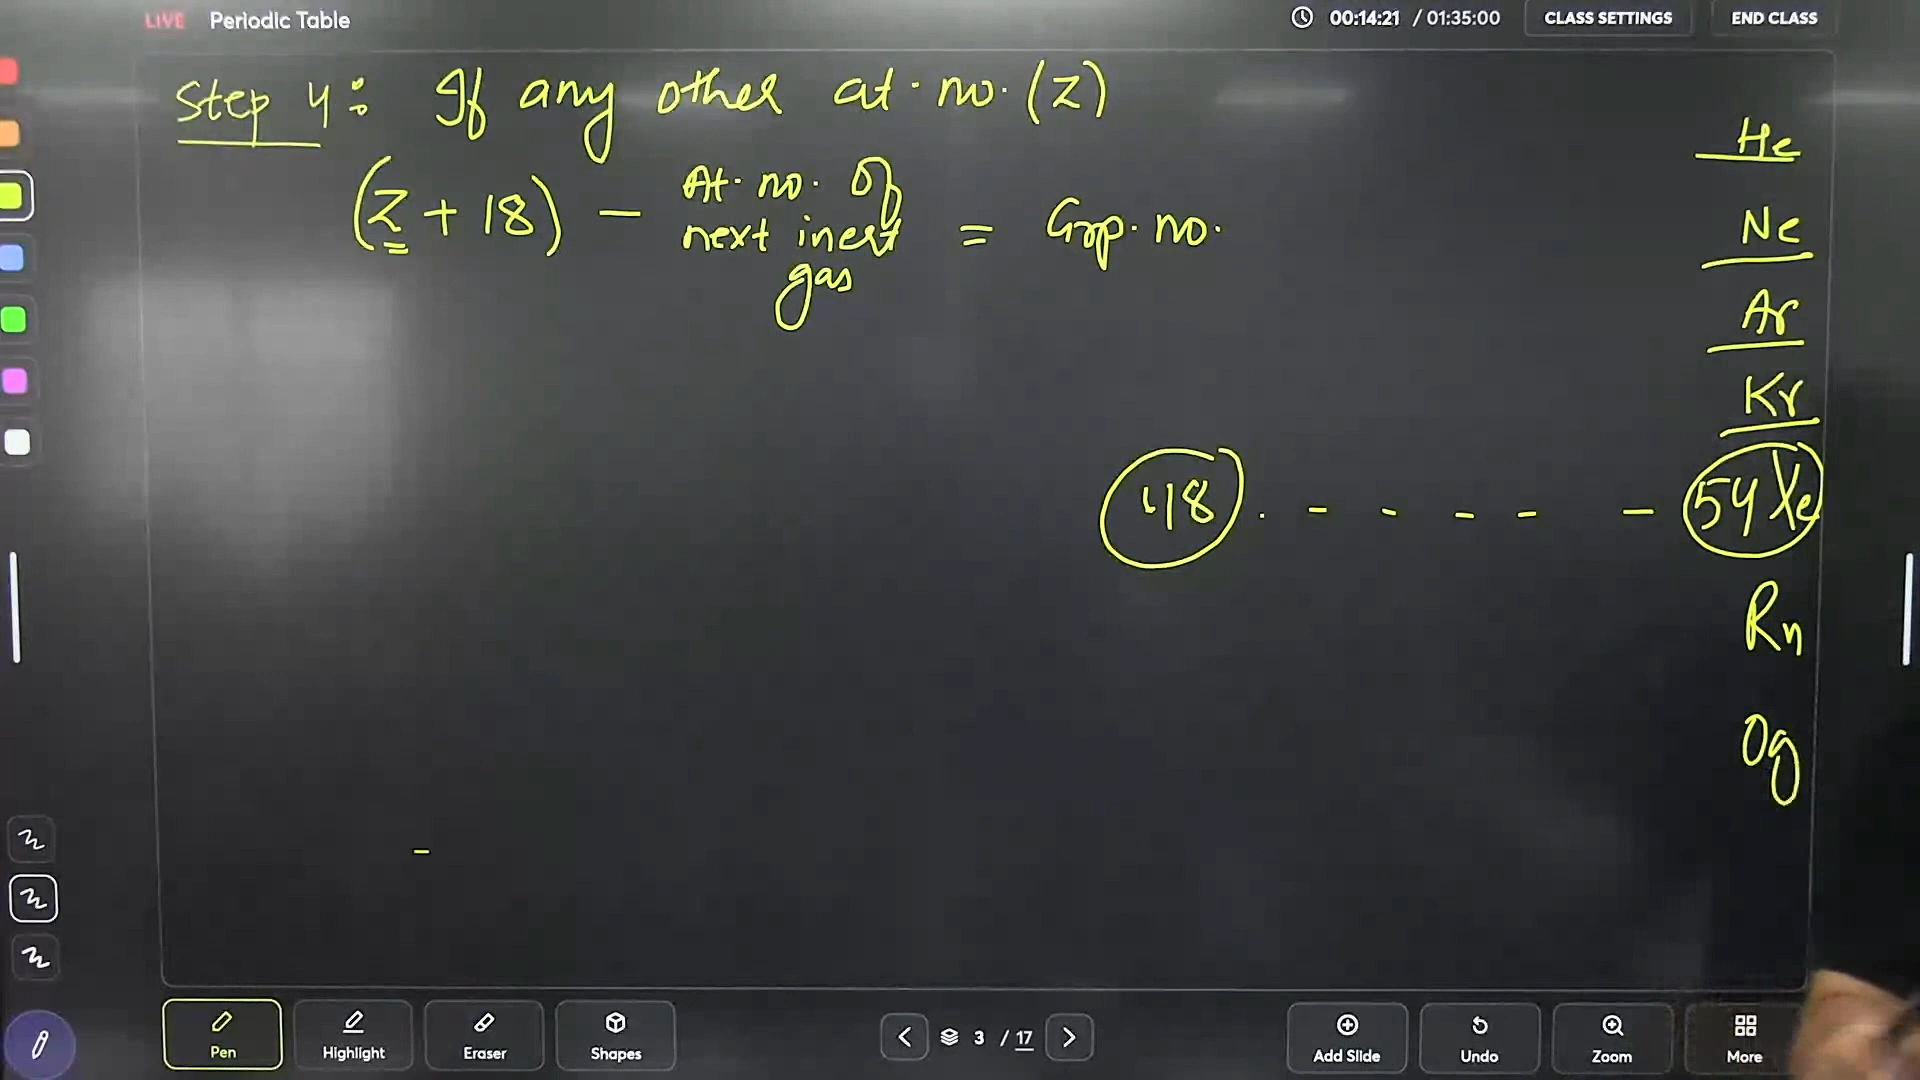 LIVE Periodic Table 00:14:21 / 01:35:00 CLASS SETTINGS END CLASS
Step 4: If any other at. no. (Z)
(Z + 18) - At. no. of next inert gas = Grp. no.
He
Ne
Ar
Kr
48 . - - - - - 54 Xe
Rn
Og
Pen Highlight Eraser Shapes 3 / 17 Add Slide Undo Zoom More